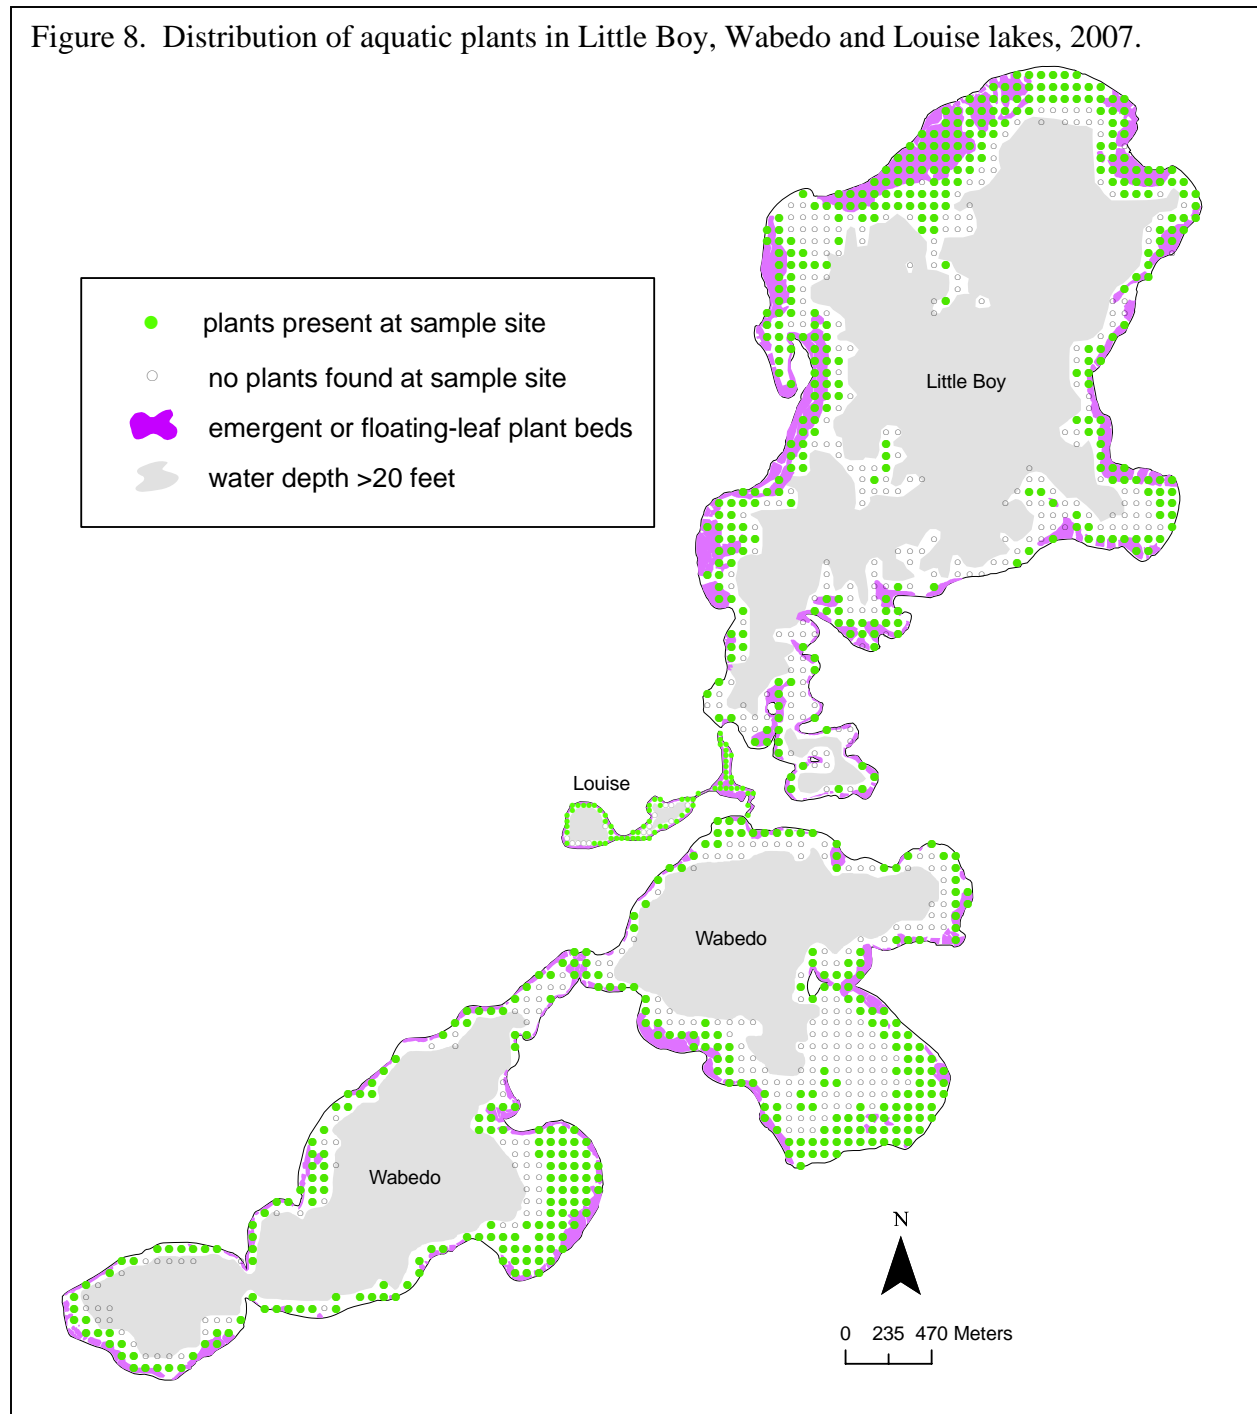 Figure 8.  Distribution of aquatic plants in Little Boy, Wabedo and Louise lakes, 2007.
plants present at sample site
no plants found at sample site
emergent or floating-leaf plant beds
water depth >20 feet
Little Boy
Louise
Wabedo
Wabedo
N
0 235 470 Meters